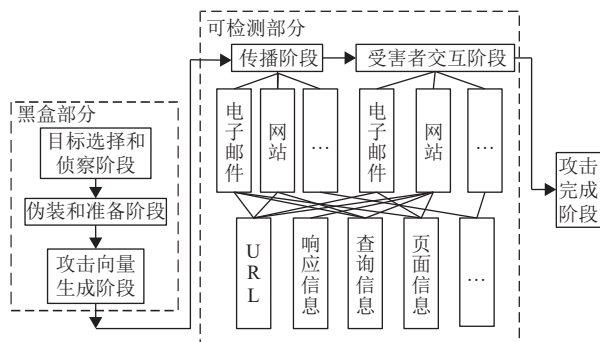 可检测部分
传播阶段
受害者交互阶段
电子邮件
网站
…
电子邮件
网站
…
黑盒部分
目标选择和
侦察阶段
伪装和准备阶段
攻击向量
生成阶段
URL
响应信息
查询信息
页面信息
…
攻击
完成
阶段